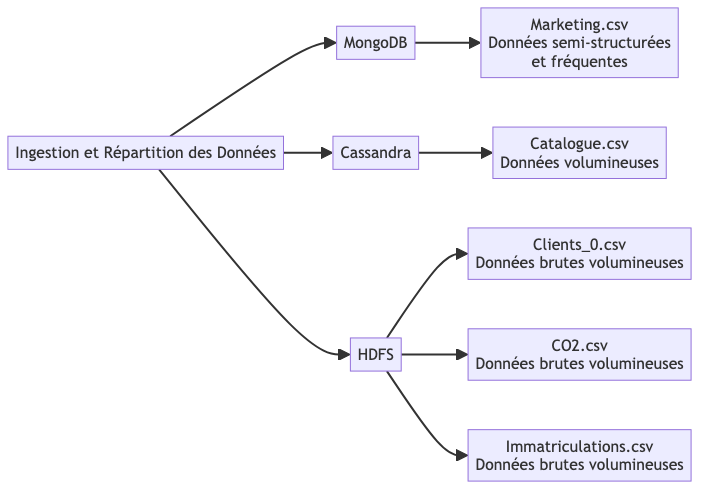 Ingestion et Répartition des Données
MongoDB
Marketing.csv
Données semi-structurées
et fréquentes
Cassandra
Catalogue.csv
Données volumineuses
HDFS
Clients_0.csv
Données brutes volumineuses
CO2.csv
Données brutes volumineuses
Immatriculations.csv
Données brutes volumineuses